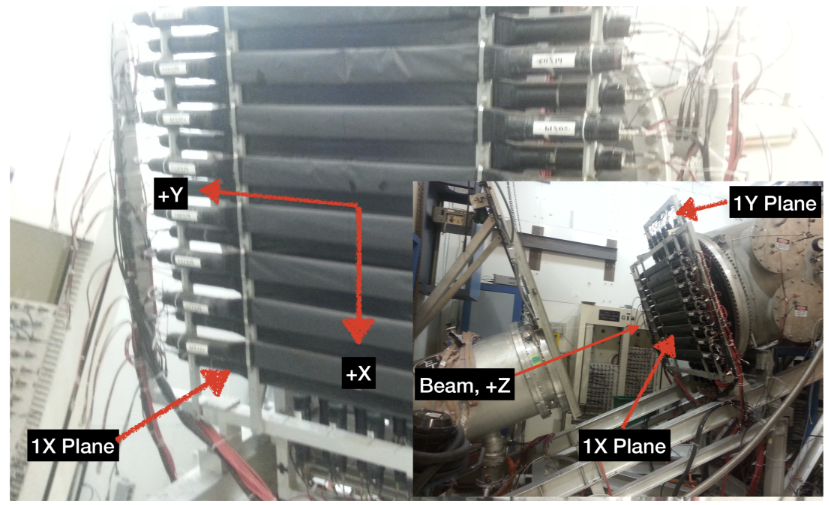 +Y
+X
1X Plane
1Y Plane
Beam, +Z
1X Plane